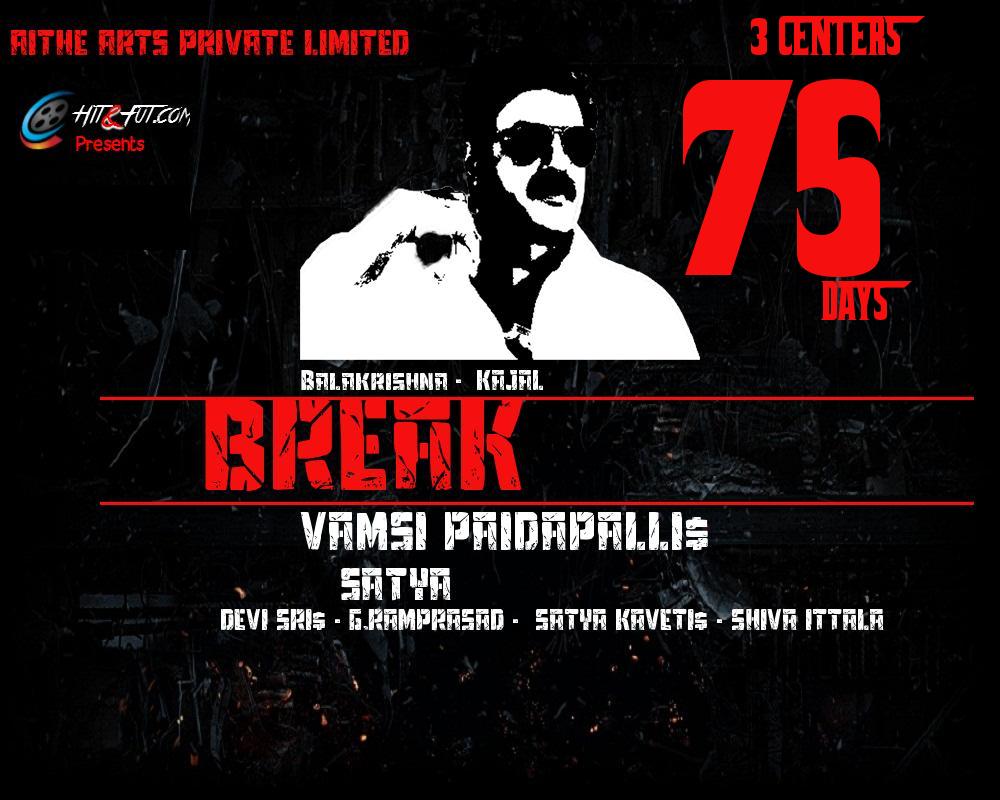 AITHE ARTS PRIVATE LIMITED
3 CENTERS
HIT&FUT.COM
Presents
75
DAYS
BALAKRISHNA - KAJAL
BREAK
VAMSI PAIDAPALLI$
SATYA
DEVI SRI$ - G.RAMPRASAD - SATYA KAVETI$ - SHIVA ITTALA